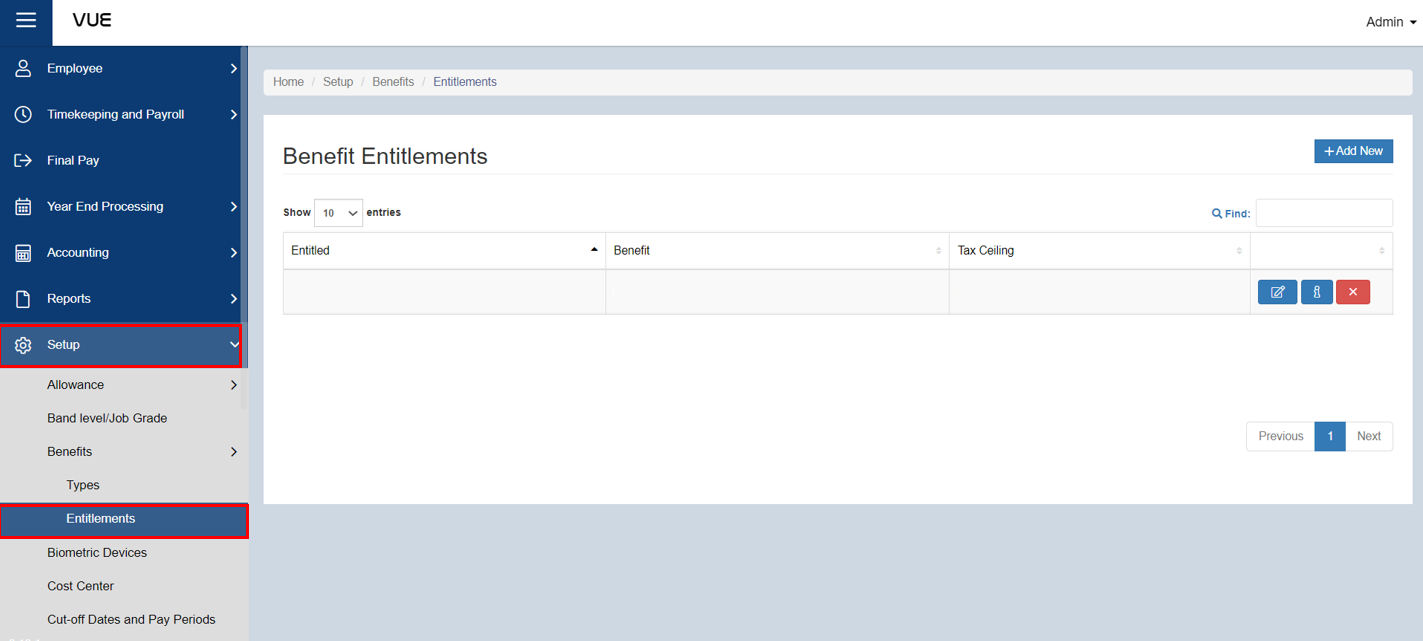 VUE
Admin
Employee
Timekeeping and Payroll
Final Pay
Year End Processing
Accounting
Reports
Setup
Allowance
Band level/Job Grade
Benefits
Types
Entitlements
Biometric Devices
Cost Center
Cut-off Dates and Pay Periods
Home / Setup / Benefits / Entitlements
Benefit Entitlements
+Add New
Show 10 entries
Find:
Entitled Benefit Tax Ceiling
Previous 1 Next